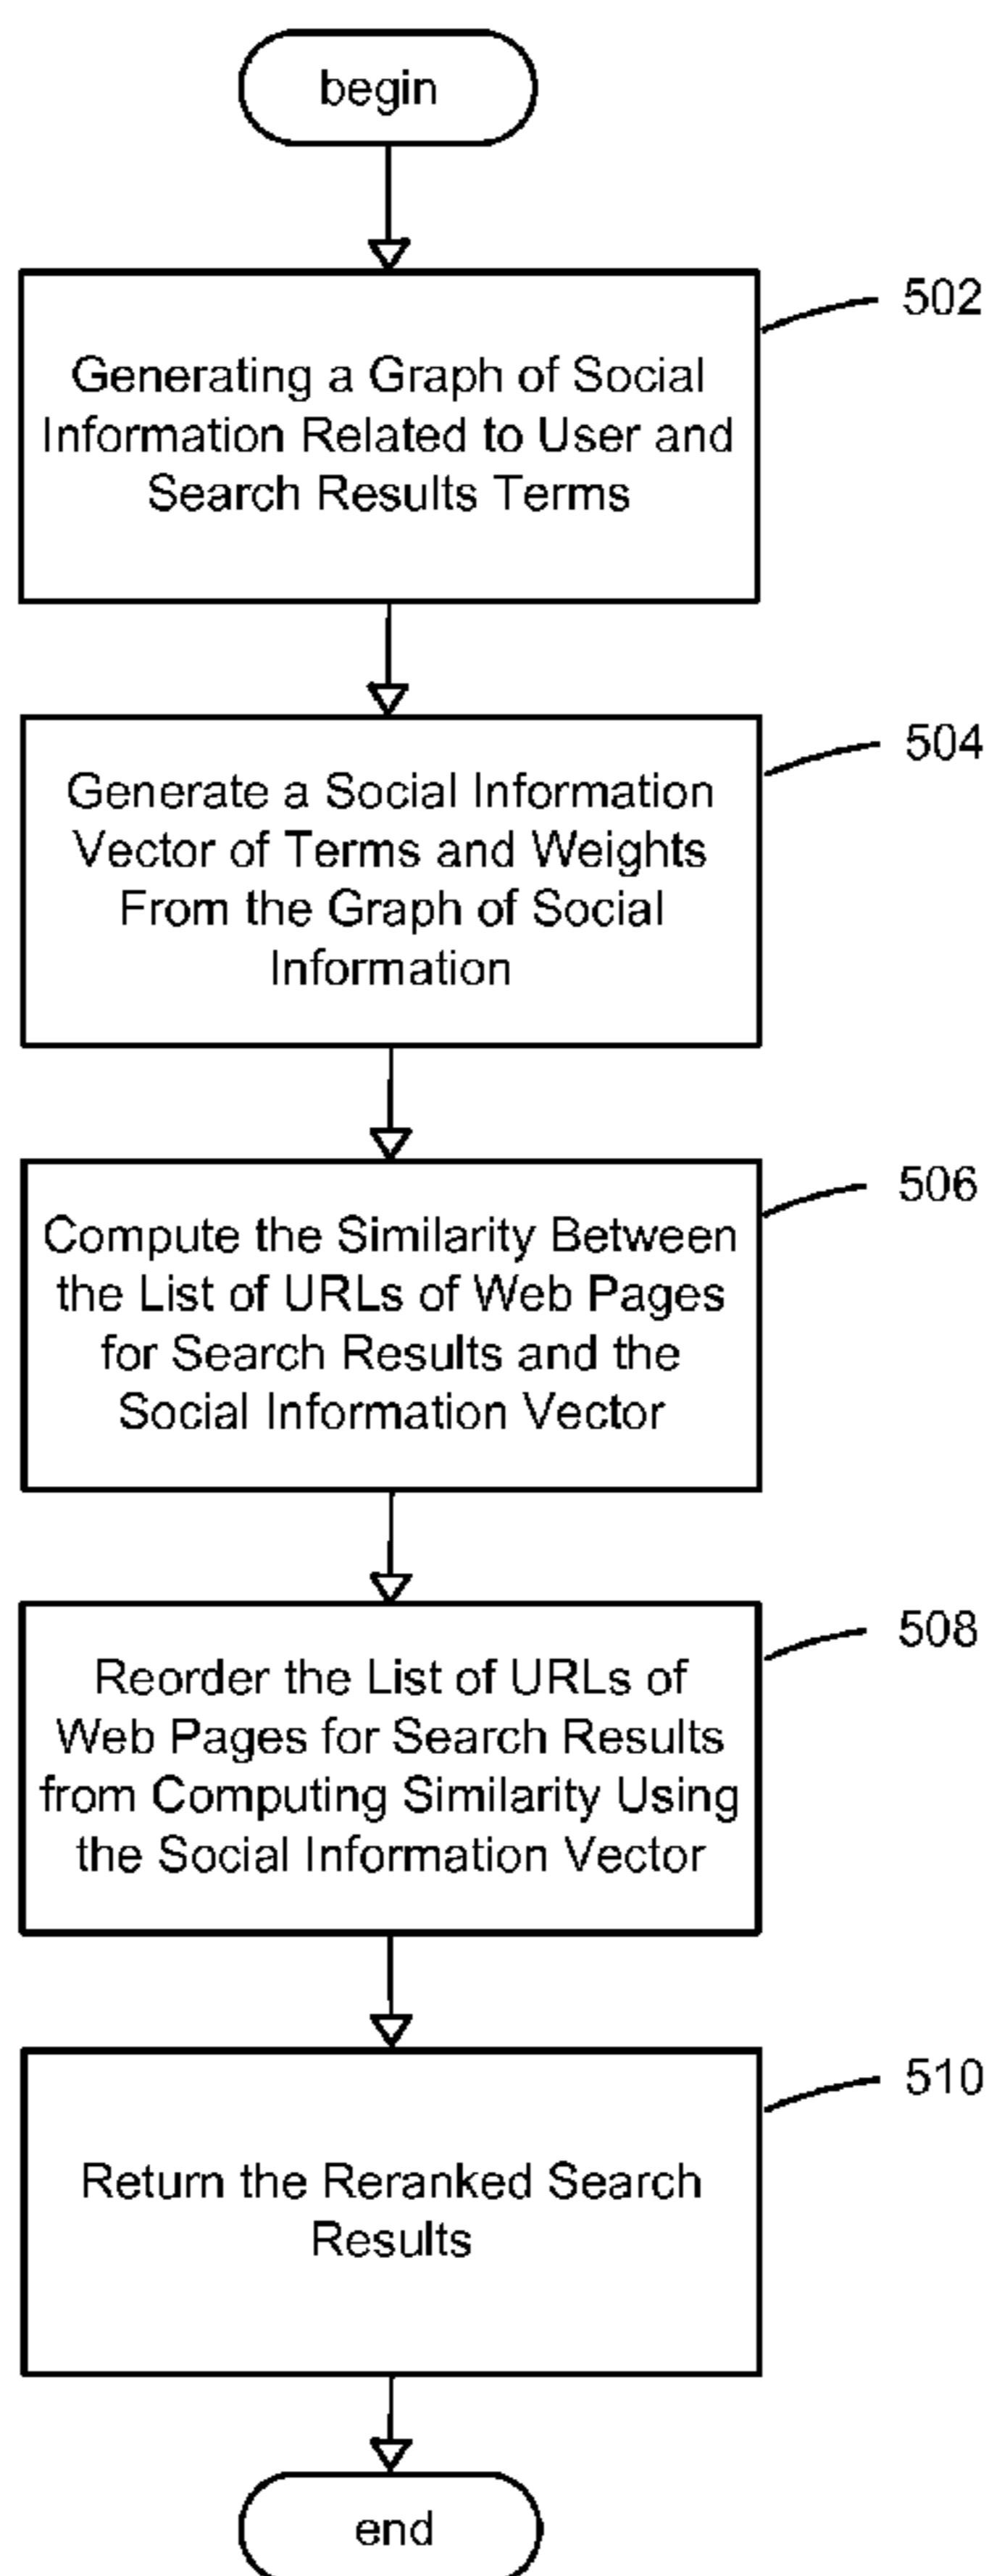 begin
502
Generating a Graph of Social
Information Related to User and
Search Results Terms
504
Generate a Social Information
Vector of Terms and Weights
From the Graph of Social
Information
506
Compute the Similarity Between
the List of URLs of Web Pages
for Search Results and the
Social Information Vector
508
Reorder the List of URLs of
Web Pages for Search Results
from Computing Similarity Using
the Social Information Vector
510
Return the Reranked Search
Results
end